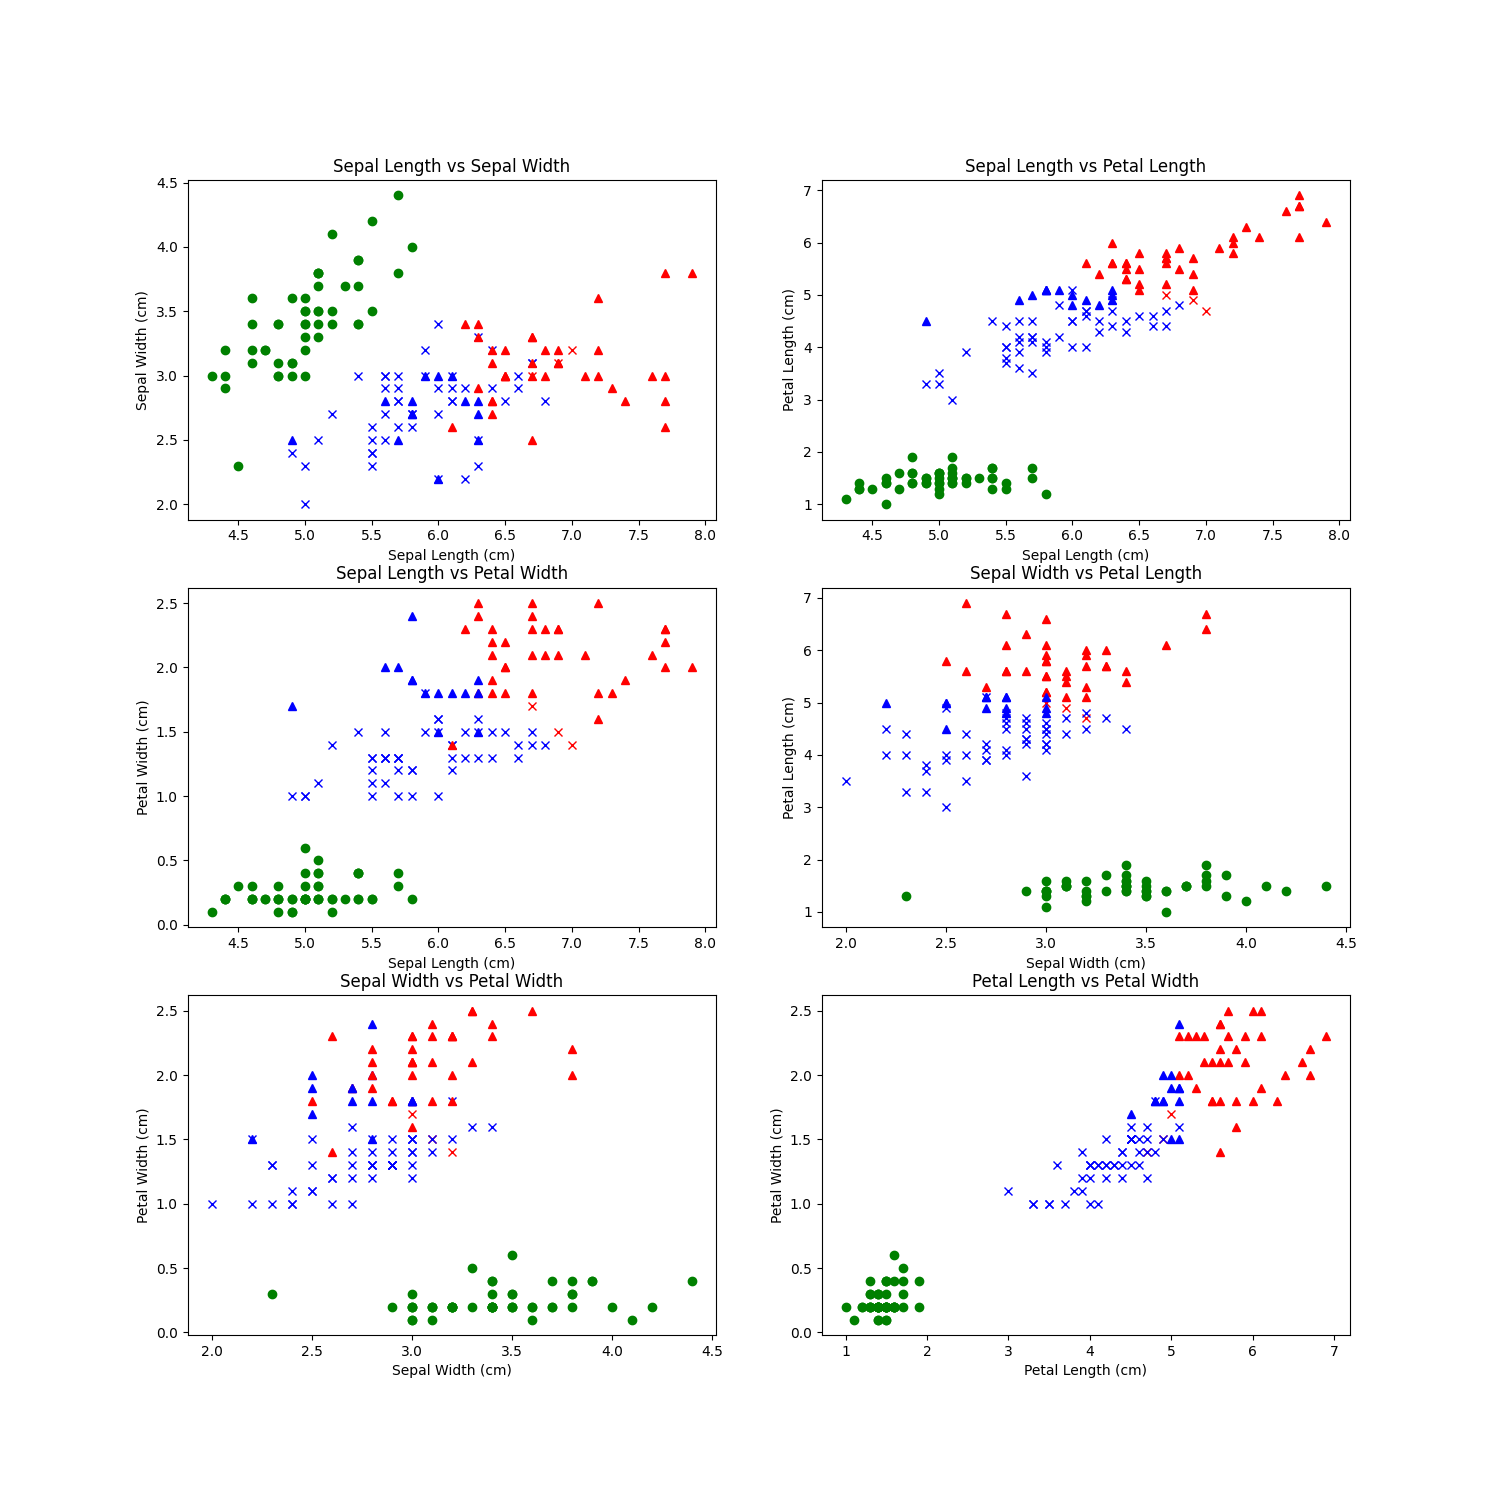 Sepal Length vs Sepal Width
4.5
4.0
3.5
3.0
2.5
2.0
Sepal Width (cm)
4.5 5.0 5.5 6.0 6.5 7.0 7.5 8.0
Sepal Length (cm)
Sepal Length vs Petal Length
7
6
5
4
3
2
1
Petal Length (cm)
4.5 5.0 5.5 6.0 6.5 7.0 7.5 8.0
Sepal Length (cm)
Sepal Length vs Petal Width
2.5
2.0
1.5
1.0
0.5
0.0
Petal Width (cm)
4.5 5.0 5.5 6.0 6.5 7.0 7.5 8.0
Sepal Length (cm)
Sepal Width vs Petal Length
7
6
5
4
3
2
1
Petal Length (cm)
2.0 2.5 3.0 3.5 4.0 4.5
Sepal Width (cm)
Sepal Width vs Petal Width
2.5
2.0
1.5
1.0
0.5
0.0
Petal Width (cm)
2.0 2.5 3.0 3.5 4.0 4.5
Sepal Width (cm)
Petal Length vs Petal Width
2.5
2.0
1.5
1.0
0.5
0.0
Petal Width (cm)
1 2 3 4 5 6 7
Petal Length (cm)